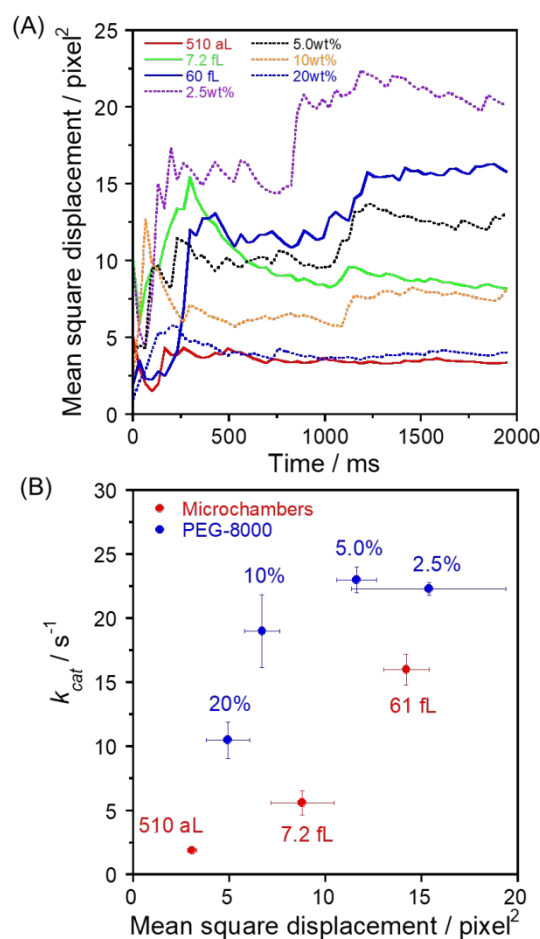 (A)
Mean square displacement / pixel²
25
20
15
10
5
0
510 aL
7.2 fL
60 fL
2.5wt%
5.0wt%
10wt%
20wt%
0 500 1000 1500 2000
Time / ms
(B)
k_cat / s⁻¹
30
25
20
15
10
5
0
Microchambers
PEG-8000
5.0%
2.5%
10%
61 fL
20%
510 aL
7.2 fL
0 5 10 15 20
Mean square displacement / pixel²